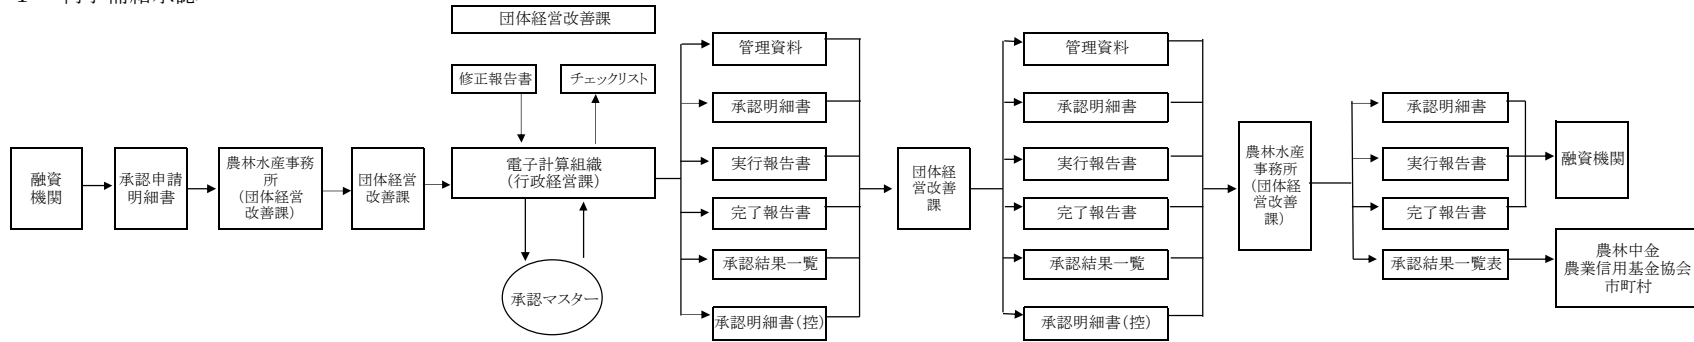 団体経営改善課
修正報告書
チェックリスト
融資
機関
承認申請
明細書
農林水産事務
所
(団体経営
改善課)
団体経営
改善課
電子計算組織
(行政経営課)
承認マスター
管理資料
承認明細書
実行報告書
完了報告書
承認結果一覧
承認明細書(控)
団体経
営改善
課
管理資料
承認明細書
実行報告書
完了報告書
承認結果一覧
承認明細書(控)
農林水産
事務所
(団体経
営改善
課)
承認明細書
実行報告書
完了報告書
承認結果一覧表
融資機関
農林中金
農業信用基金協会
市町村